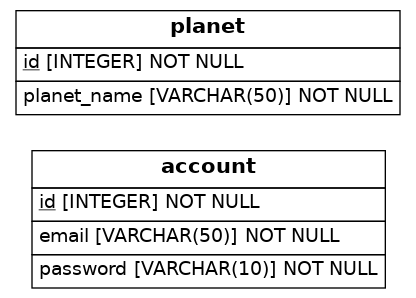 planet
id [INTEGER] NOT NULL
planet_name [VARCHAR(50)] NOT NULL
account
id [INTEGER] NOT NULL
email [VARCHAR(50)] NOT NULL
password [VARCHAR(10)] NOT NULL